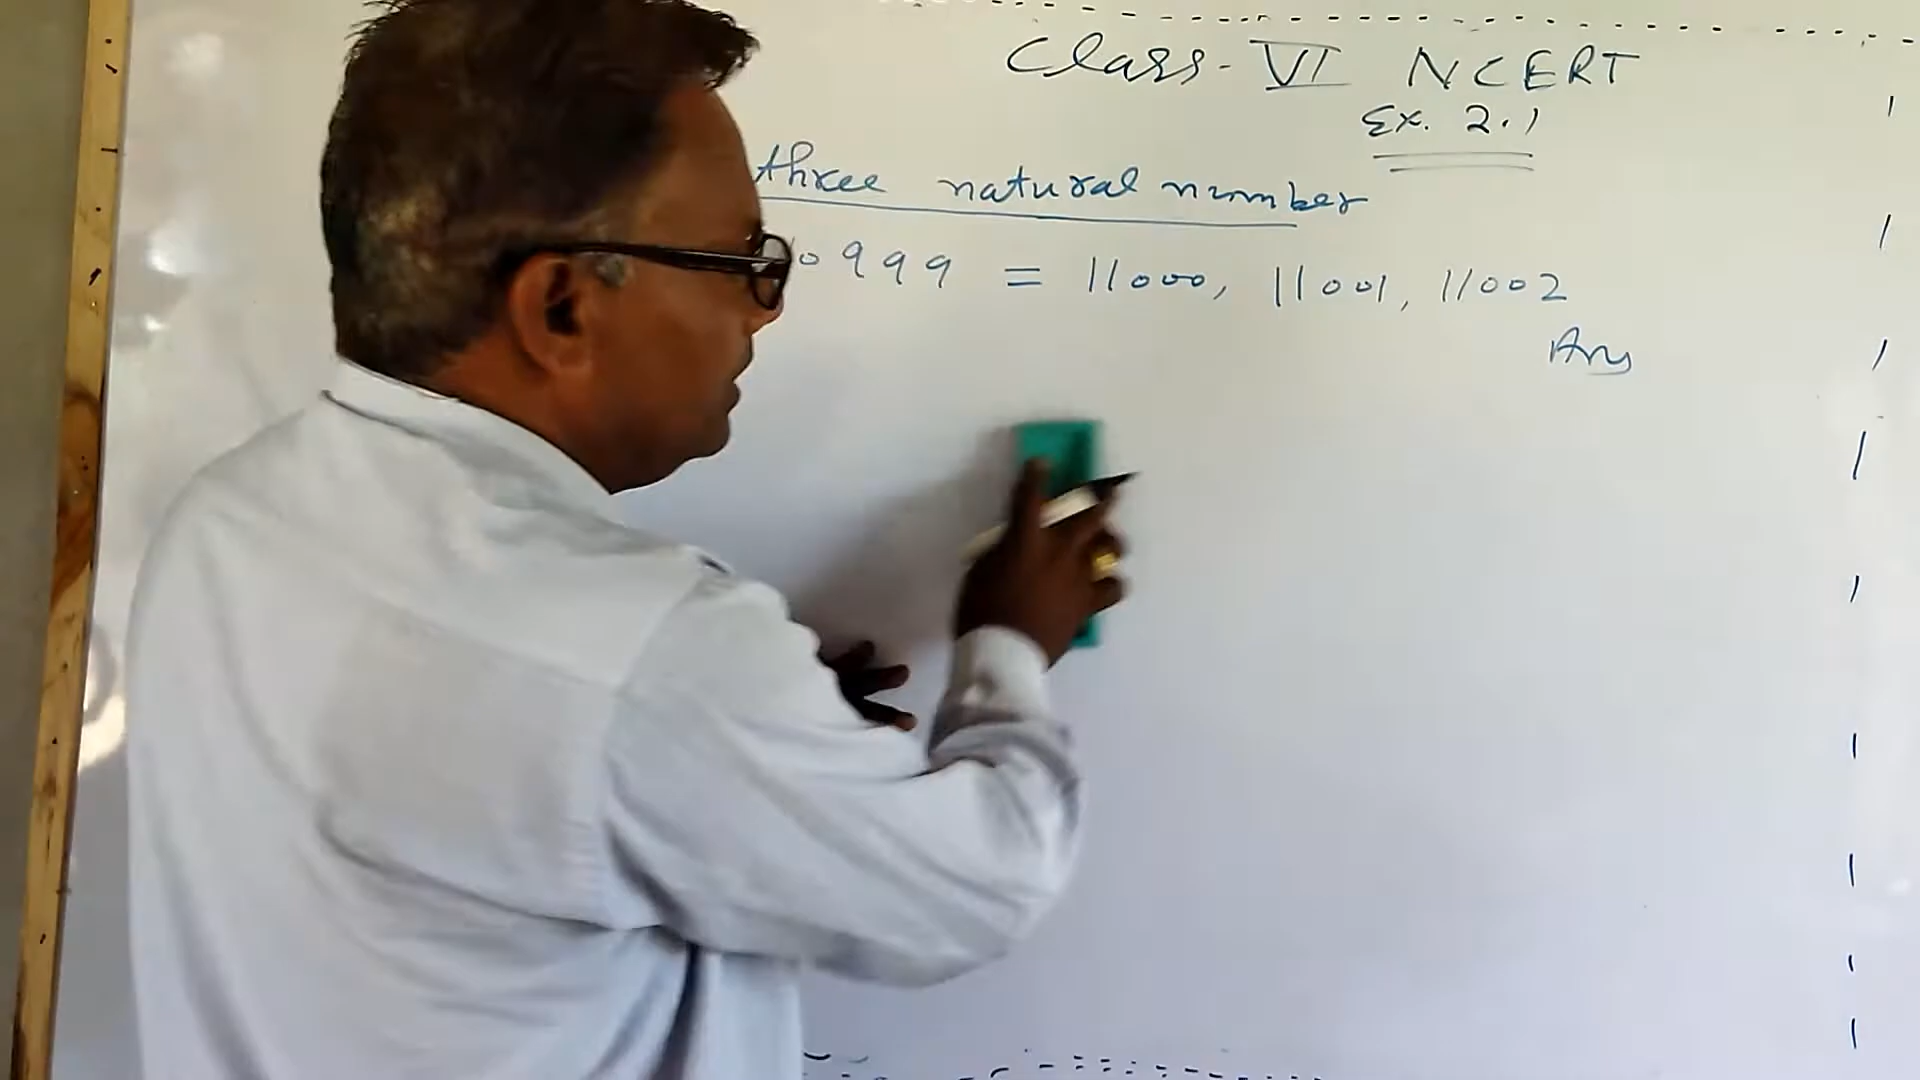 Class-VI NCERT
Ex. 2.1
three natural number
0999 = 11000, 11001, 11002
Ans